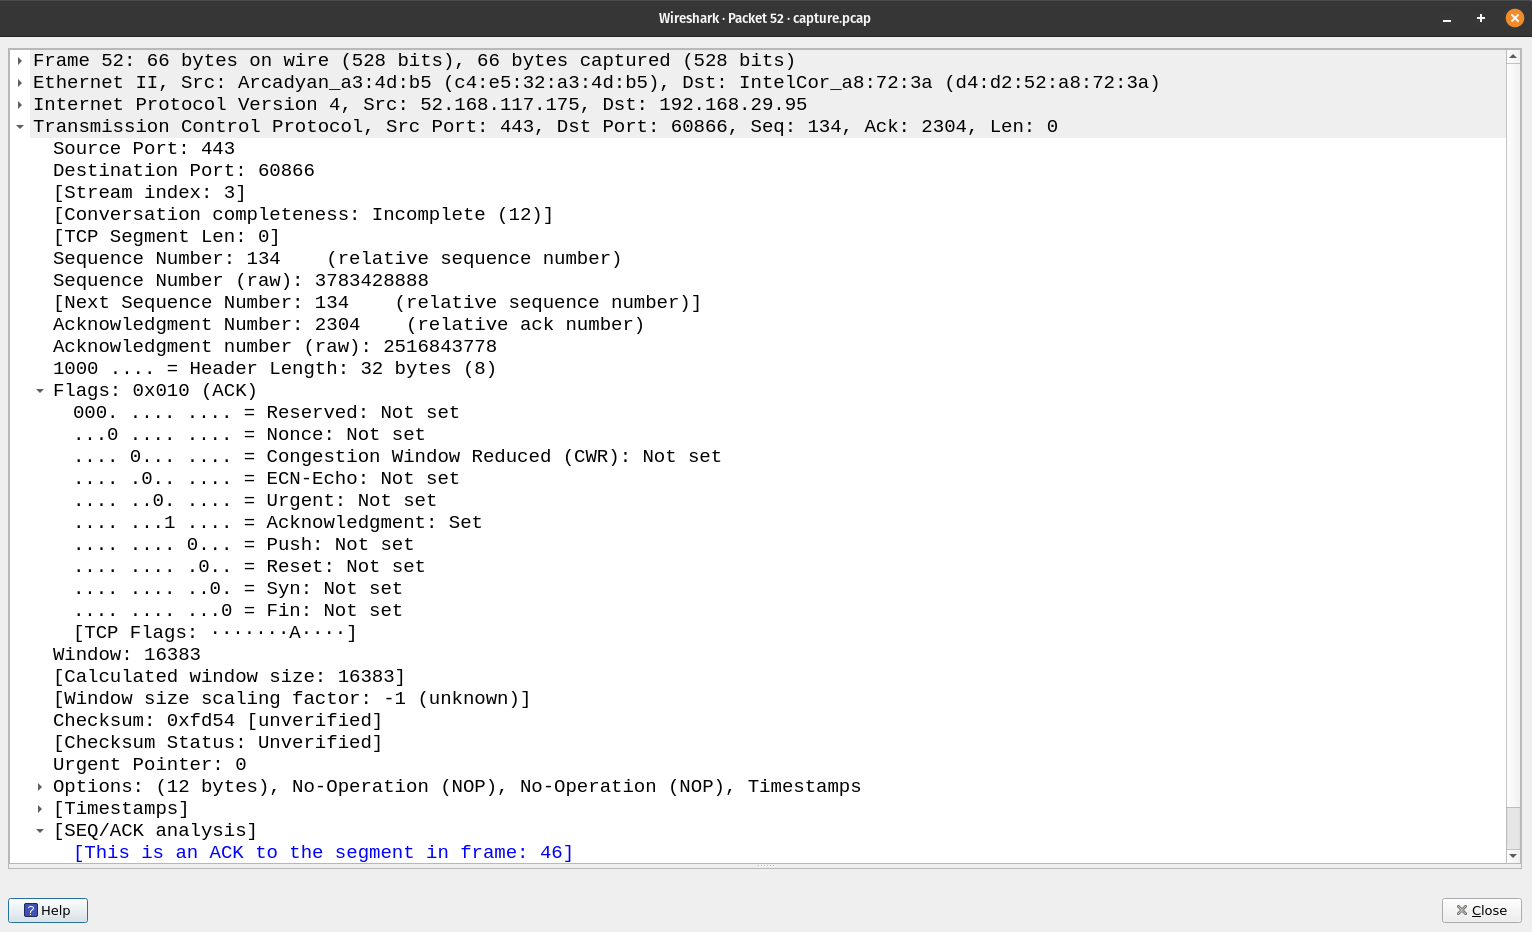 Wireshark · Packet 52 · capture.pcap
Frame 52: 66 bytes on wire (528 bits), 66 bytes captured (528 bits)
Ethernet II, Src: Arcadyan_a3:4d:b5 (c4:e5:32:a3:4d:b5), Dst: IntelCor_a8:72:3a (d4:d2:52:a8:72:3a)
Internet Protocol Version 4, Src: 52.168.117.175, Dst: 192.168.29.95
Transmission Control Protocol, Src Port: 443, Dst Port: 60866, Seq: 134, Ack: 2304, Len: 0
Source Port: 443
Destination Port: 60866
[Stream index: 3]
[Conversation completeness: Incomplete (12)]
[TCP Segment Len: 0]
Sequence Number: 134    (relative sequence number)
Sequence Number (raw): 3783428888
[Next Sequence Number: 134    (relative sequence number)]
Acknowledgment Number: 2304    (relative ack number)
Acknowledgment number (raw): 2516843778
1000 .... = Header Length: 32 bytes (8)
Flags: 0x010 (ACK)
000. .... .... = Reserved: Not set
...0 .... .... = Nonce: Not set
.... 0... .... = Congestion Window Reduced (CWR): Not set
.... .0.. .... = ECN-Echo: Not set
.... ..0. .... = Urgent: Not set
.... ...1 .... = Acknowledgment: Set
.... .... 0... = Push: Not set
.... .... .0.. = Reset: Not set
.... .... ..0. = Syn: Not set
.... .... ...0 = Fin: Not set
[TCP Flags: ·······A····]
Window: 16383
[Calculated window size: 16383]
[Window size scaling factor: -1 (unknown)]
Checksum: 0xfd54 [unverified]
[Checksum Status: Unverified]
Urgent Pointer: 0
Options: (12 bytes), No-Operation (NOP), No-Operation (NOP), Timestamps
[Timestamps]
[SEQ/ACK analysis]
[This is an ACK to the segment in frame: 46]
Help
Close